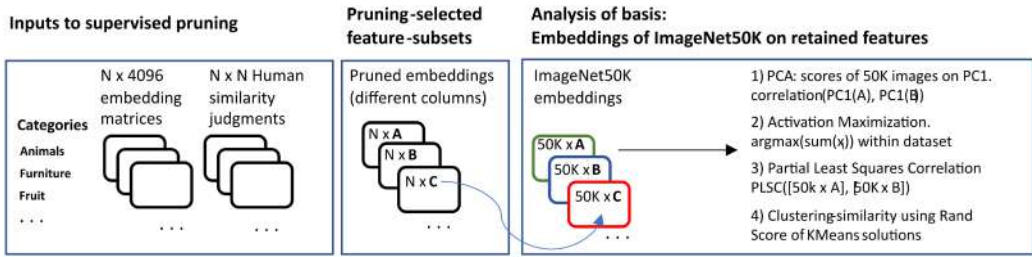 Inputs to supervised pruning
Pruning-selected
feature-subsets
Analysis of basis:
Embeddings of ImageNet50K on retained features
N x 4096
embedding
matrices
N x N Human
similarity
judgments
Categories
Animals
Furniture
Fruit
. . .
. . .
. . .
Pruned embeddings
(different columns)
N x A
N x B
N x C
. . .
ImageNet50K
embeddings
50K x A
50K x B
50K x C
. . .
1) PCA: scores of 50K images on PC1.
correlation(PC1(A), PC1(B))
2) Activation Maximization.
argmax(sum(x)) within dataset
3) Partial Least Squares Correlation
PLSC([50k x A], [50K x B])
4) Clustering-similarity using Rand
Score of KMeans solutions